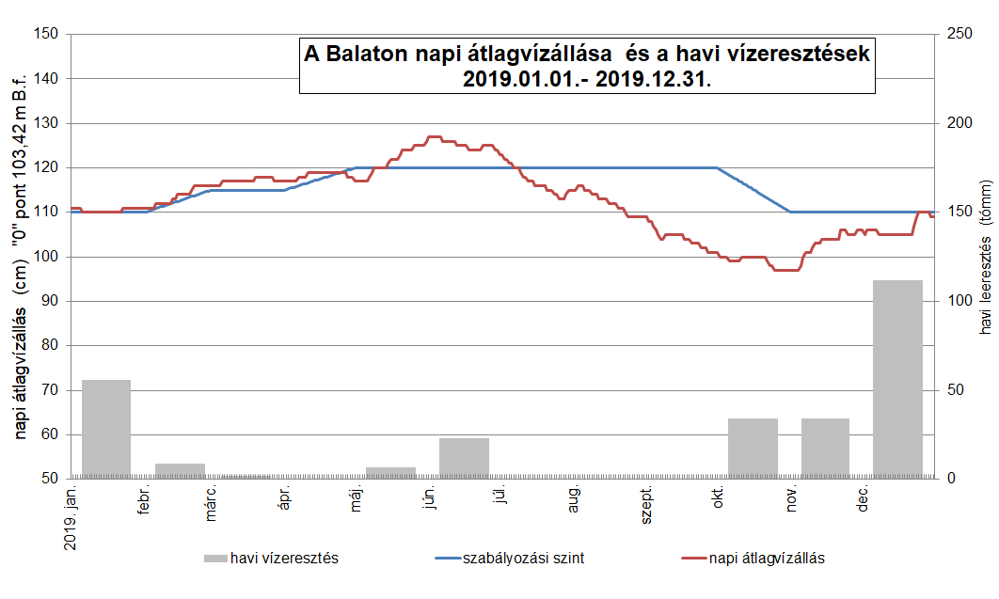 A Balaton napi átlagvízállása és a havi vízeresztések
2019.01.01.- 2019.12.31.
napi átlagvízállás (cm) "0" pont 103,42 m B.f.
150
140
130
120
110
100
90
80
70
60
50
250
200
150
100
50
0
havi leeresztés (tómm)
2019. jan.
febr.
márc.
ápr.
máj.
jún.
júl.
aug.
szept.
okt.
nov.
dec.
havi vízeresztés
szabályozási szint
napi átlagvízállás